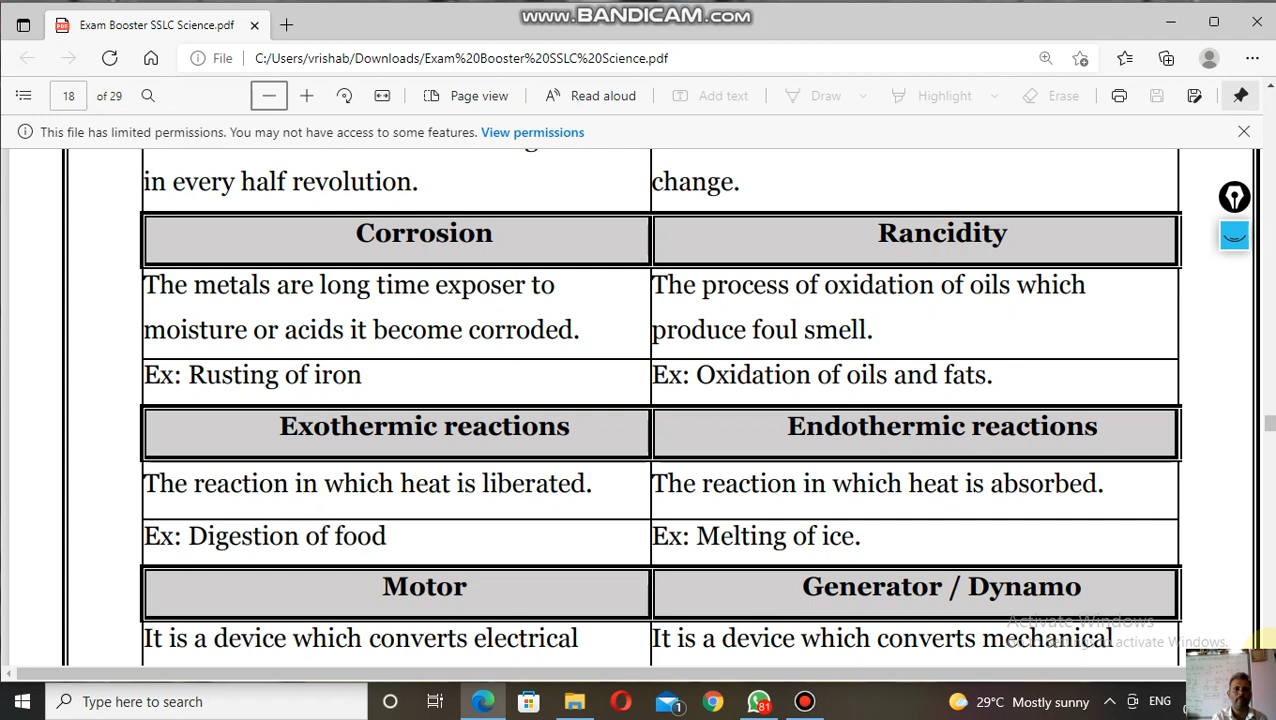 www.BANDICAM.com
Exam Booster SSLC Science.pdf
File
C:/Users/vrishab/Downloads/Exam%20Booster%20SSLC%20Science.pdf
18 of 29
Page view
Read aloud
Add text
Draw
Highlight
Erase
This file has limited permissions. You may not have access to some features. View permissions
in every half revolution.
change.
Corrosion
Rancidity
The metals are long time exposer to
moisture or acids it become corroded.
The process of oxidation of oils which
produce foul smell.
Ex: Rusting of iron
Ex: Oxidation of oils and fats.
Exothermic reactions
Endothermic reactions
The reaction in which heat is liberated.
The reaction in which heat is absorbed.
Ex: Digestion of food
Ex: Melting of ice.
Motor
Generator / Dynamo
It is a device which converts electrical
It is a device which converts mechanical
Activate Windows
activate Windows.
Type here to search
1
81
29°C Mostly sunny
ENG